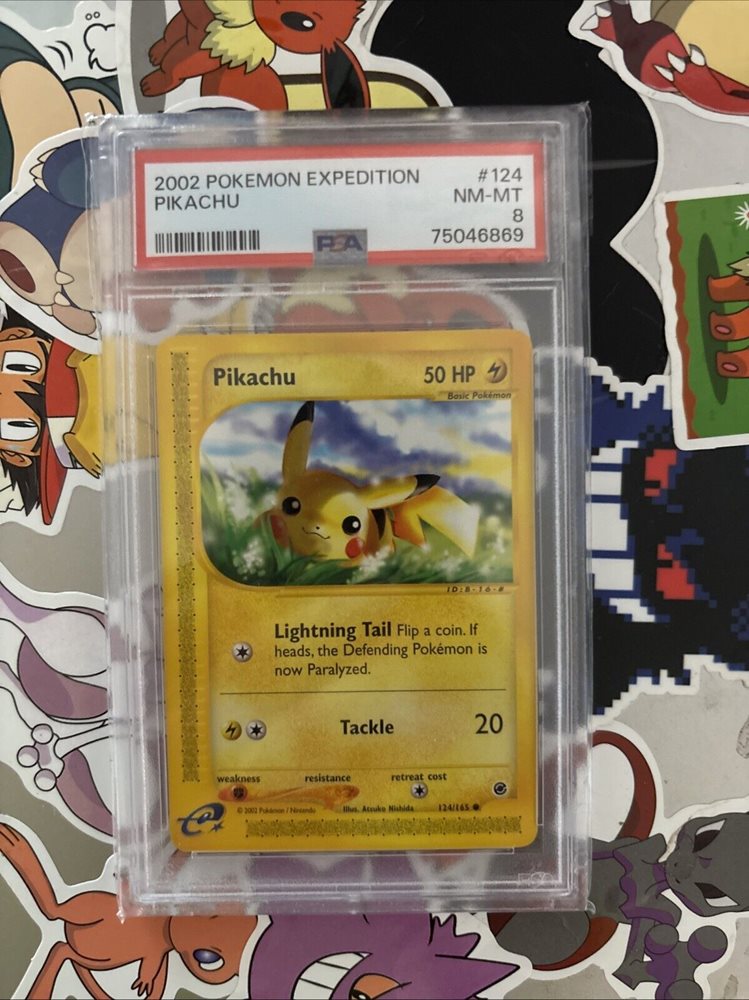 2002 POKEMON EXPEDITION #124
PIKACHU NM-MT
8
PSA 75046869
Pikachu 50 HP
Basic Pokémon
ID:B-16-#
Lightning Tail Flip a coin. If
heads, the Defending Pokémon is
now Paralyzed.
Tackle 20
weakness resistance retreat cost
© 2002 Pokémon / Nintendo Illus. Atsuko Nishida 124/165
e